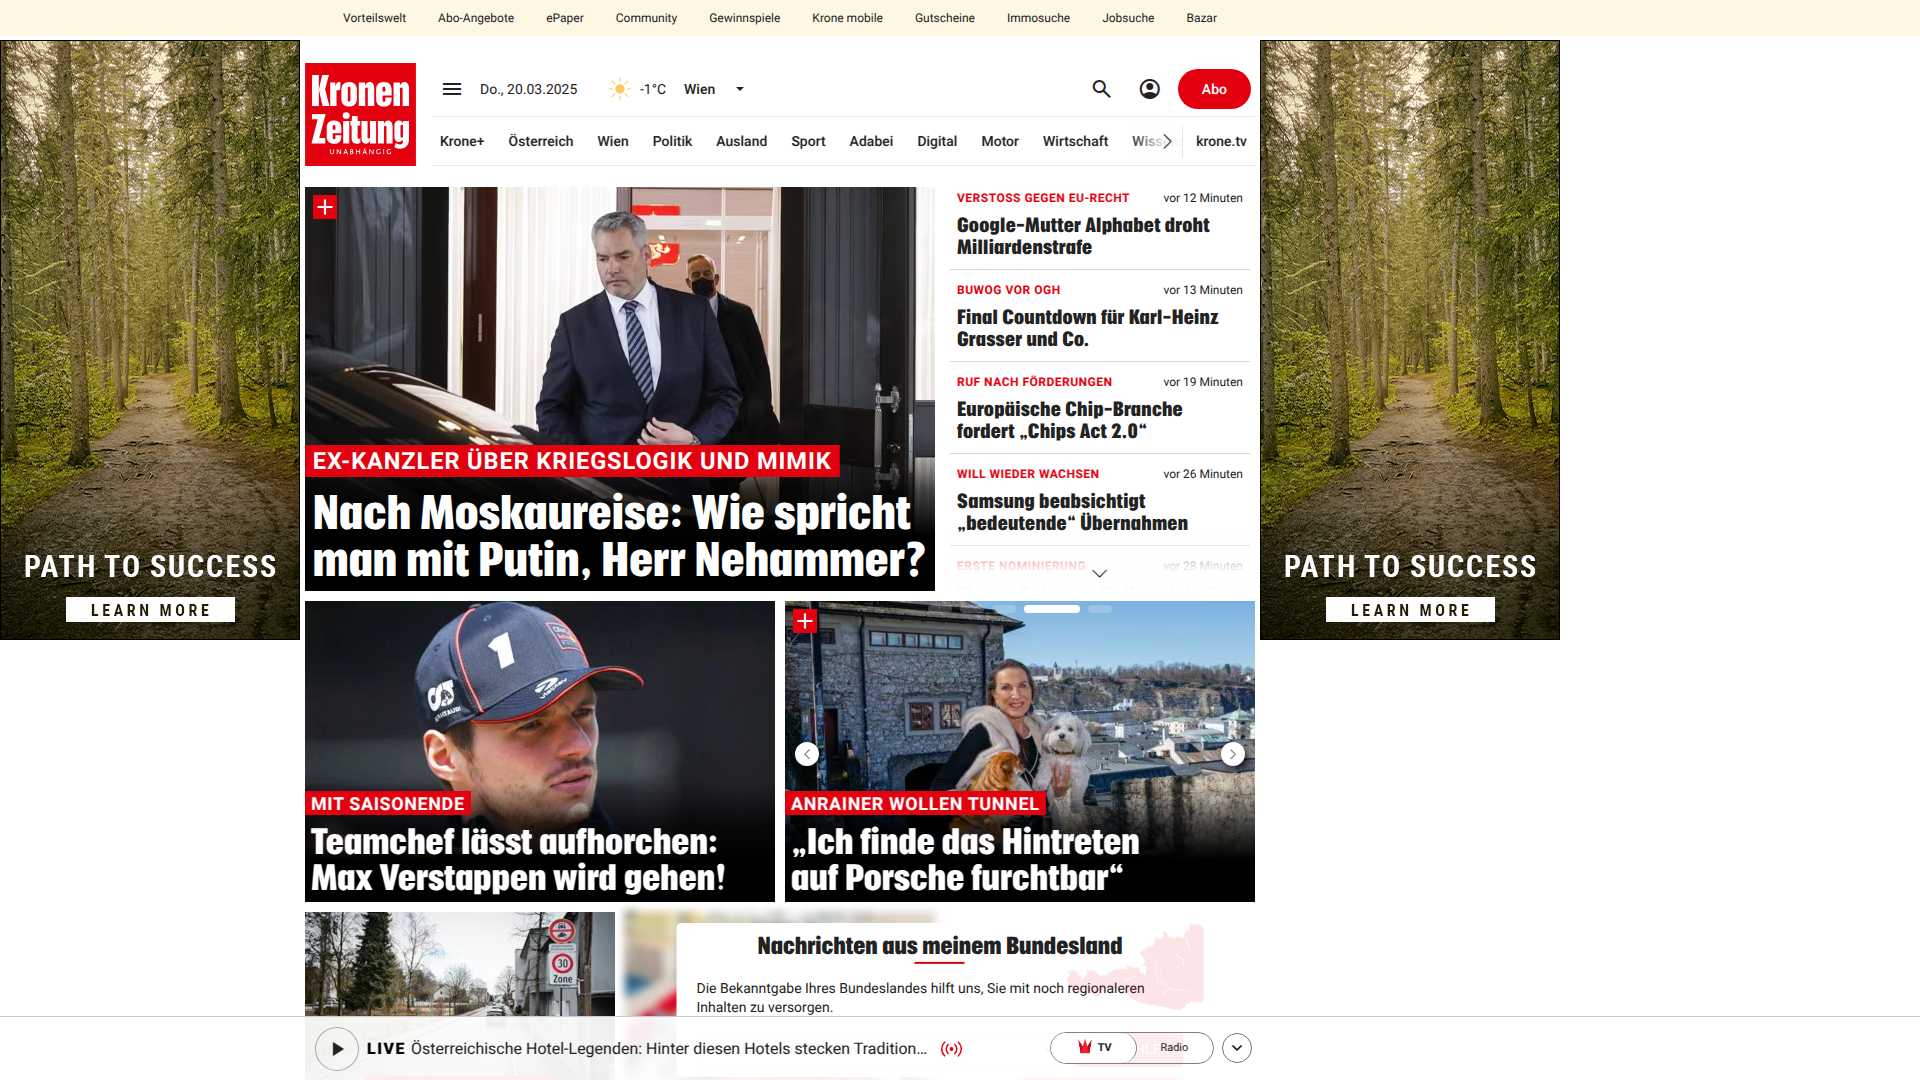 Vorteilswelt Abo-Angebote ePaper Community Gewinnspiele Krone mobile Gutscheine Immosuche Jobsuche Bazar
Kronen
Zeitung
UNABHÄNGIG
Do., 20.03.2025 -1°C Wien
Abo
Krone+ Österreich Wien Politik Ausland Sport Adabei Digital Motor Wirtschaft Wiss krone.tv
EX-KANZLER ÜBER KRIEGSLOGIK UND MIMIK
Nach Moskaureise: Wie spricht
man mit Putin, Herr Nehammer?
VERSTOSS GEGEN EU-RECHT vor 12 Minuten
Google-Mutter Alphabet droht
Milliardenstrafe
BUWOG VOR OGH vor 13 Minuten
Final Countdown für Karl-Heinz
Grasser und Co.
RUF NACH FÖRDERUNGEN vor 19 Minuten
Europäische Chip-Branche
fordert „Chips Act 2.0“
WILL WIEDER WACHSEN vor 26 Minuten
Samsung beabsichtigt
„bedeutende“ Übernahmen
ERSTE NOMINIERUNG vor 28 Minuten
PATH TO SUCCESS
LEARN MORE
PATH TO SUCCESS
LEARN MORE
1
MIT SAISONENDE
Teamchef lässt aufhorchen:
Max Verstappen wird gehen!
ANRAINER WOLLEN TUNNEL
„Ich finde das Hintreten
auf Porsche furchtbar“
30
Zone
Nachrichten aus meinem Bundesland
Die Bekanntgabe Ihres Bundeslandes hilft uns, Sie mit noch regionaleren
Inhalten zu versorgen.
LIVE Österreichische Hotel-Legenden: Hinter diesen Hotels stecken Tradition...
TV Radio